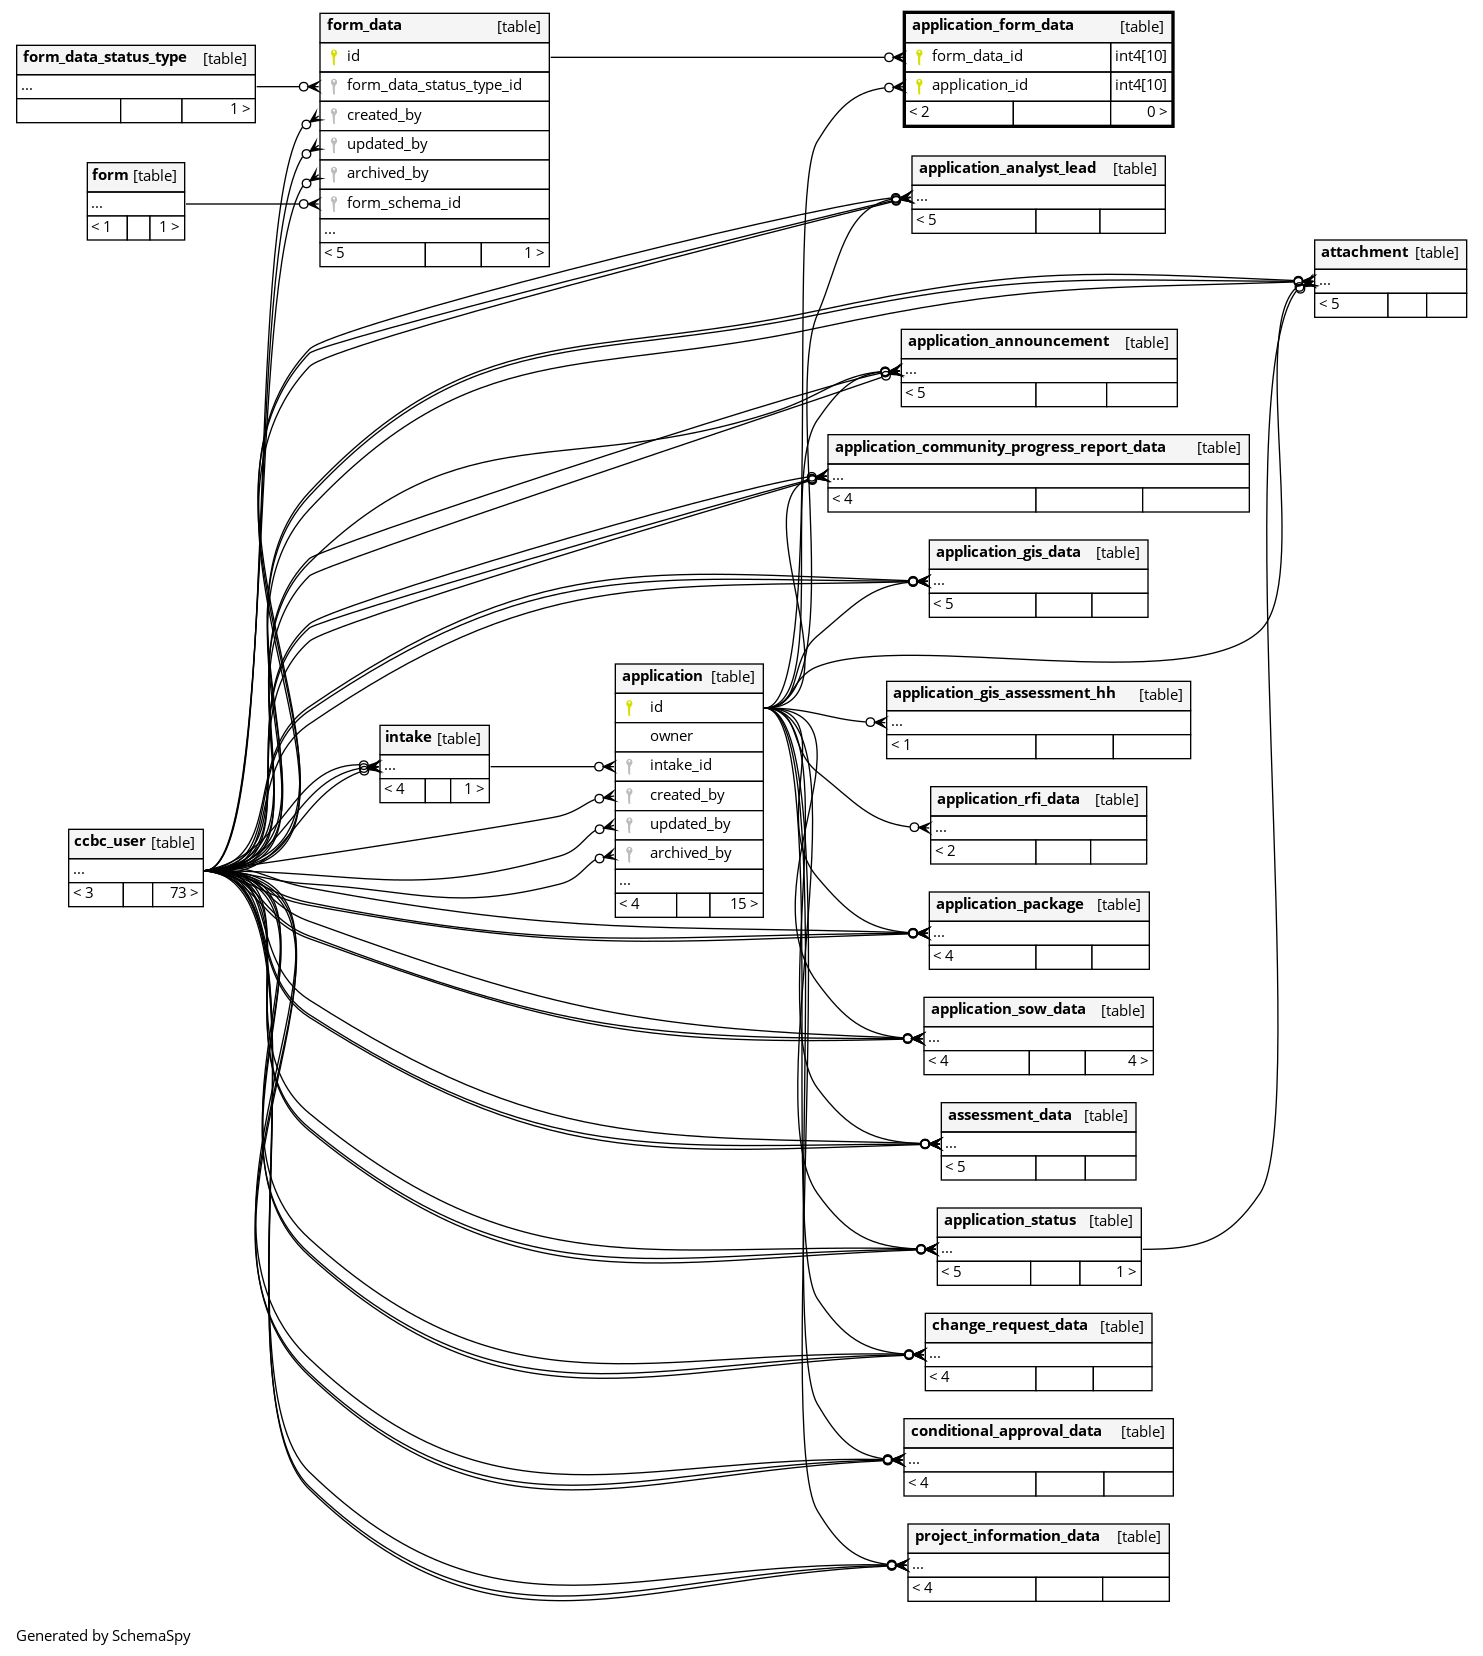 form_data_status_type [table]
...
1 >
form [table]
...
< 1 1 >
form_data [table]
id
form_data_status_type_id
created_by
updated_by
archived_by
form_schema_id
...
< 5 1 >
application_form_data [table]
form_data_id int4[10]
application_id int4[10]
< 2 0 >
application_analyst_lead [table]
...
< 5
attachment [table]
...
< 5
application_announcement [table]
...
< 5
application_community_progress_report_data [table]
...
< 4
application_gis_data [table]
...
< 5
application [table]
id
owner
intake_id
created_by
updated_by
archived_by
...
< 4 15 >
intake [table]
...
< 4 1 >
ccbc_user [table]
...
< 3 73 >
application_gis_assessment_hh [table]
...
< 1
application_rfi_data [table]
...
< 2
application_package [table]
...
< 4
application_sow_data [table]
...
< 4 4 >
assessment_data [table]
...
< 5
application_status [table]
...
< 5 1 >
change_request_data [table]
...
< 4
conditional_approval_data [table]
...
< 4
project_information_data [table]
...
< 4
Generated by SchemaSpy